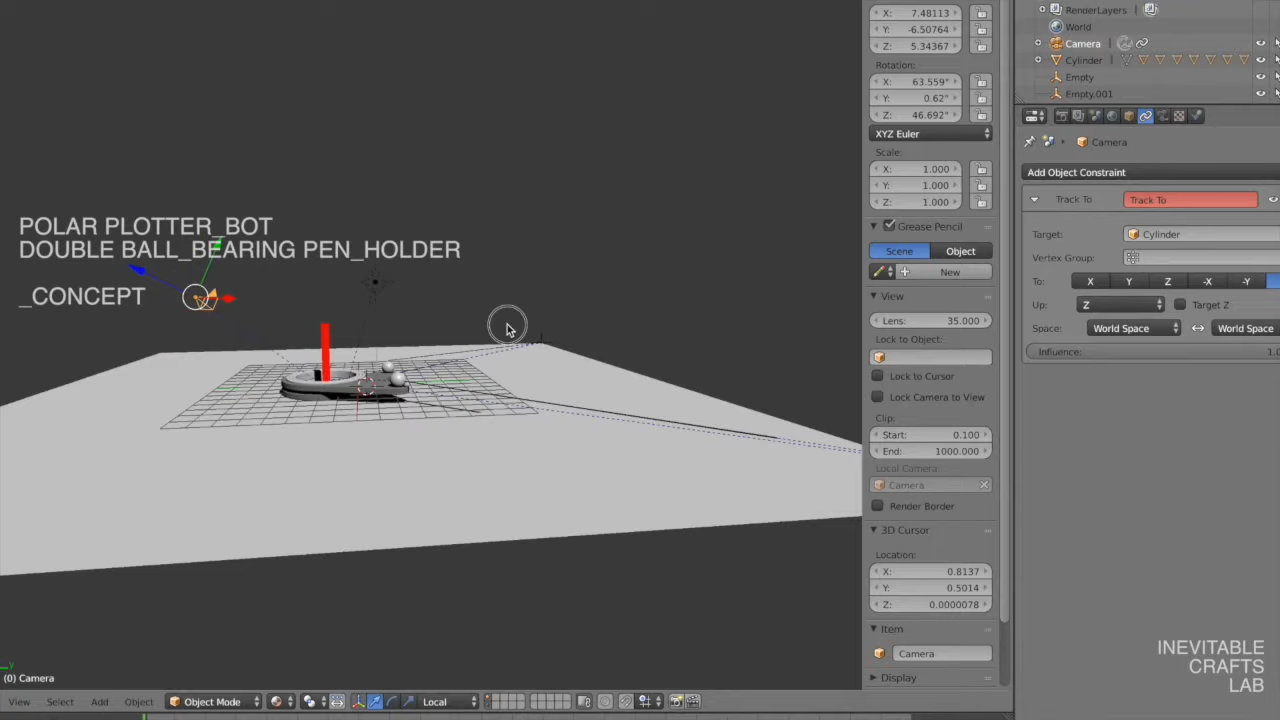 X: 7.48113
Y: -6.50764
Z: 5.34367
Rotation:
X: 63.559°
Y: 0.62°
Z: 46.692°
XYZ Euler
Scale:
X: 1.000
Y: 1.000
Z: 1.000
Grease Pencil
Scene Object
New
View
Lens: 35.000
Lock to Object:
Lock to Cursor
Lock Camera to View
Clip:
Start: 0.100
End: 1000.000
Local Camera:
Camera
Render Border
3D Cursor
Location:
X: 0.8137
Y: 0.5014
Z: 0.0000078
Item
Camera
Display
RenderLayers
World
Camera
Cylinder
Empty
Empty.001
Camera
Add Object Constraint
Track To Track To
Target: Cylinder
Vertex Group:
To: X Y Z -X -Y
Up: Z Target Z
Space: World Space World Space
Influence: 1.0
POLAR PLOTTER_BOT
DOUBLE BALL_BEARING PEN_HOLDER
_CONCEPT
INEVITABLE
CRAFTS
LAB
y
(0) Camera
View Select Add Object Object Mode Local